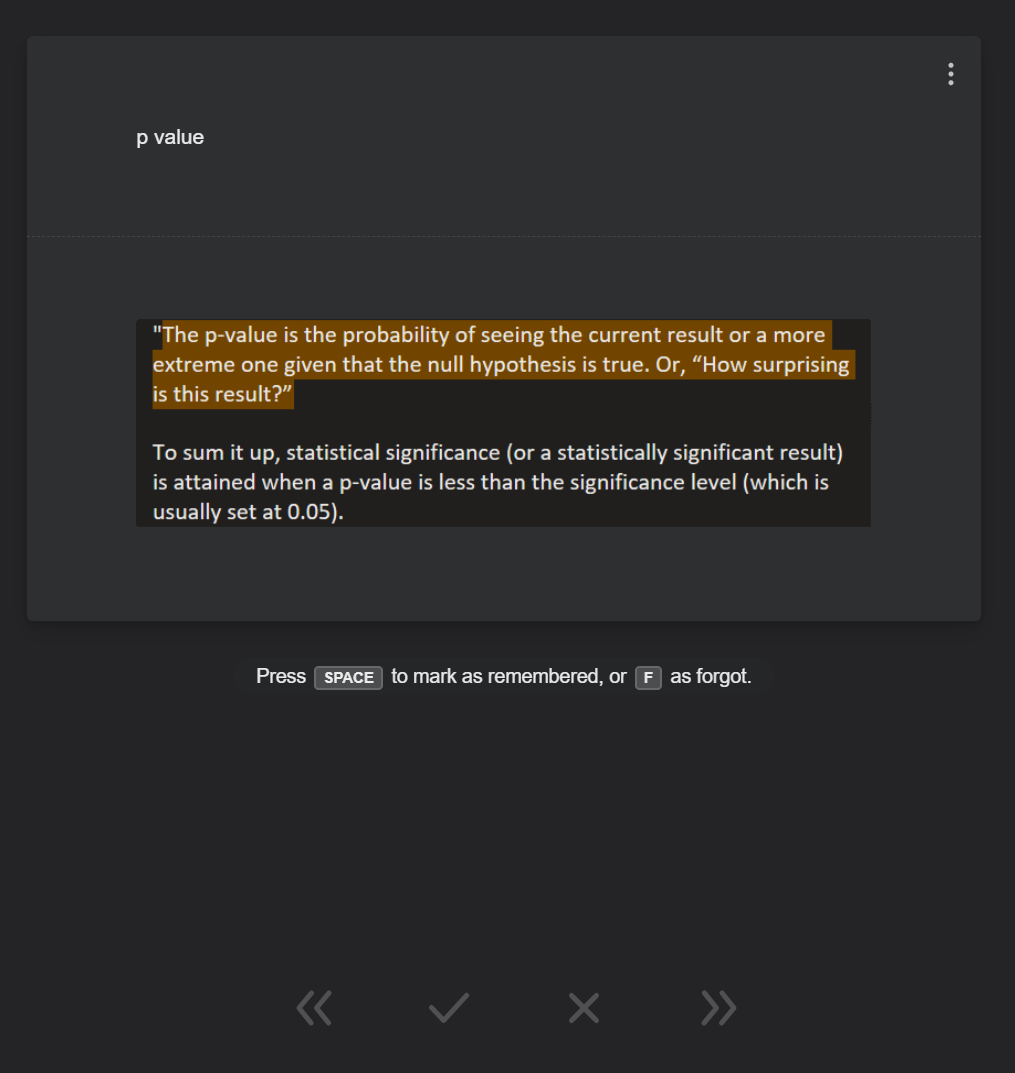 p value
"The p-value is the probability of seeing the current result or a more
extreme one given that the null hypothesis is true. Or, “How surprising
is this result?”
To sum it up, statistical significance (or a statistically significant result)
is attained when a p-value is less than the significance level (which is
usually set at 0.05).
Press SPACE to mark as remembered, or F as forgot.